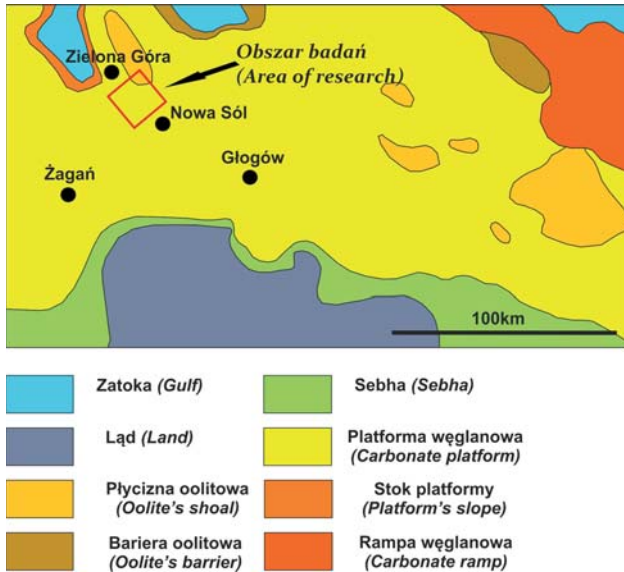 Zielona Góra
Obszar badań
(Area of research)
Nowa Sól
Głogów
Żagań
100km
Zatoka (Gulf)
Sebha (Sebha)
Ląd (Land)
Platforma węglanowa
(Carbonate platform)
Płycizna oolitowa
(Oolite's shoal)
Stok platformy
(Platform's slope)
Bariera oolitowa
(Oolite's barrier)
Rampa węglanowa
(Carbonate ramp)